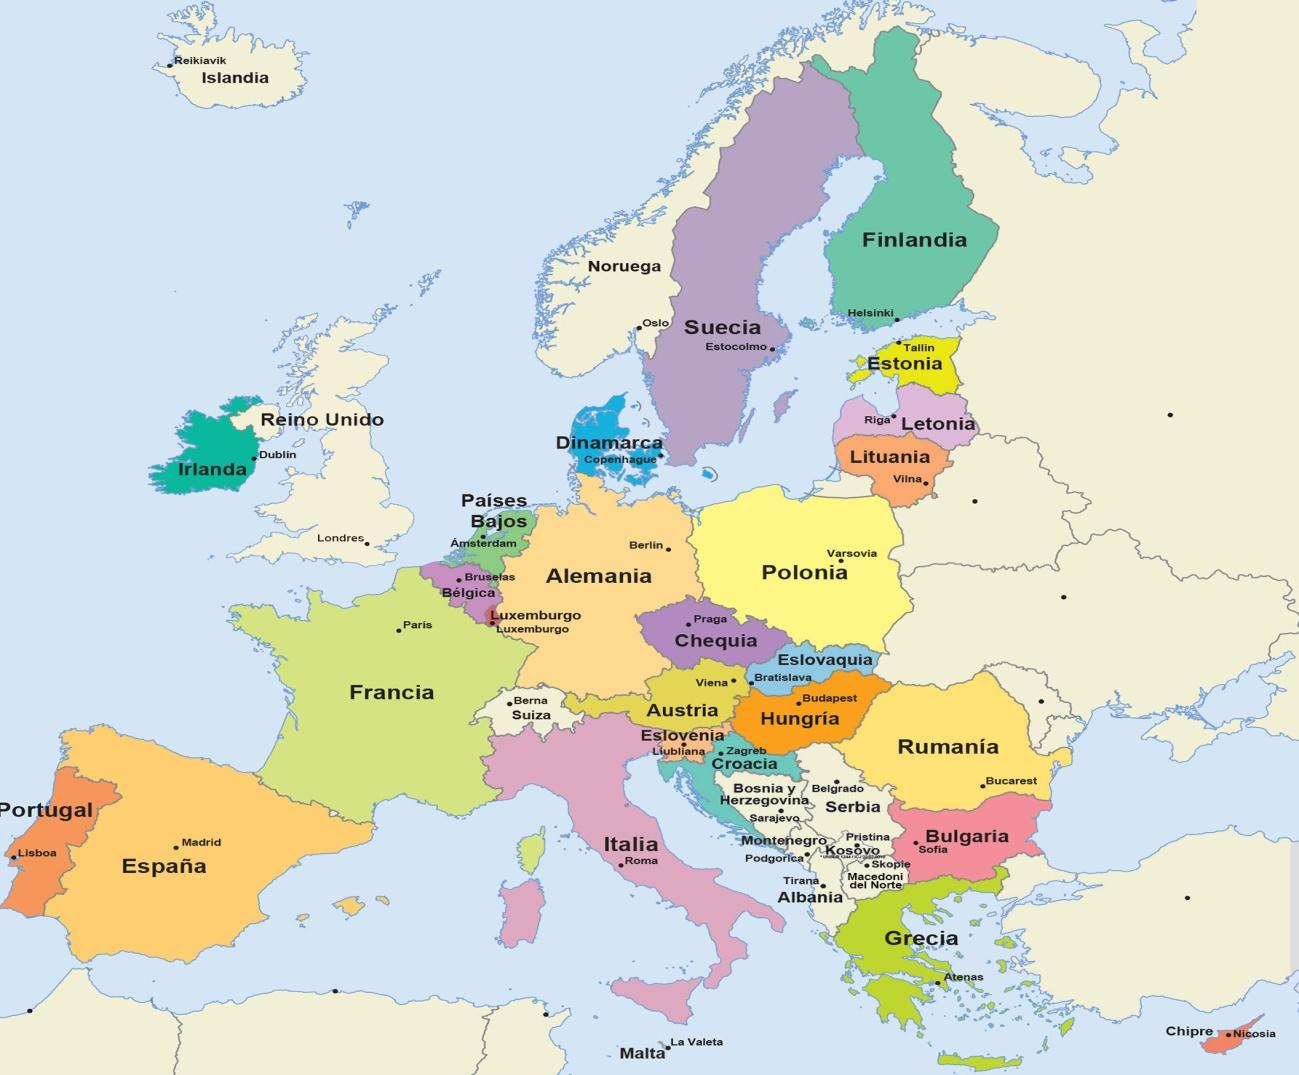 Reikiavik
Islandia
Finlandia
Noruega
Helsinki
Oslo
Suecia
Estocolmo
Tallin
Estonia
Reino Unido
Riga
Letonia
Dinamarca
Copenhague
Dublín
Irlanda
Lituania
Vilna
Países
Bajos
Londres
Ámsterdam
Berlín
Varsovia
Polonia
Alemania
Bruselas
Bélgica
Luxemburgo
Luxemburgo
París
Praga
Chequia
Eslovaquia
Bratislava
Viena
Francia
Berna
Suiza
Austria
Budapest
Hungría
Eslovenia
Liubliana
Zagreb
Croacia
Rumanía
Bucarest
Bosnia y
Herzegovina
Sarajevo
Belgrado
Serbia
Portugal
Lisboa
Madrid
España
Italia
Roma
Montenegro
Podgorica
Pristina
Kosovo
Bulgaria
Sofía
Skopie
Macedoni
del Norte
Tirana
Albania
Grecia
Atenas
Chipre
Nicosia
La Valeta
Malta